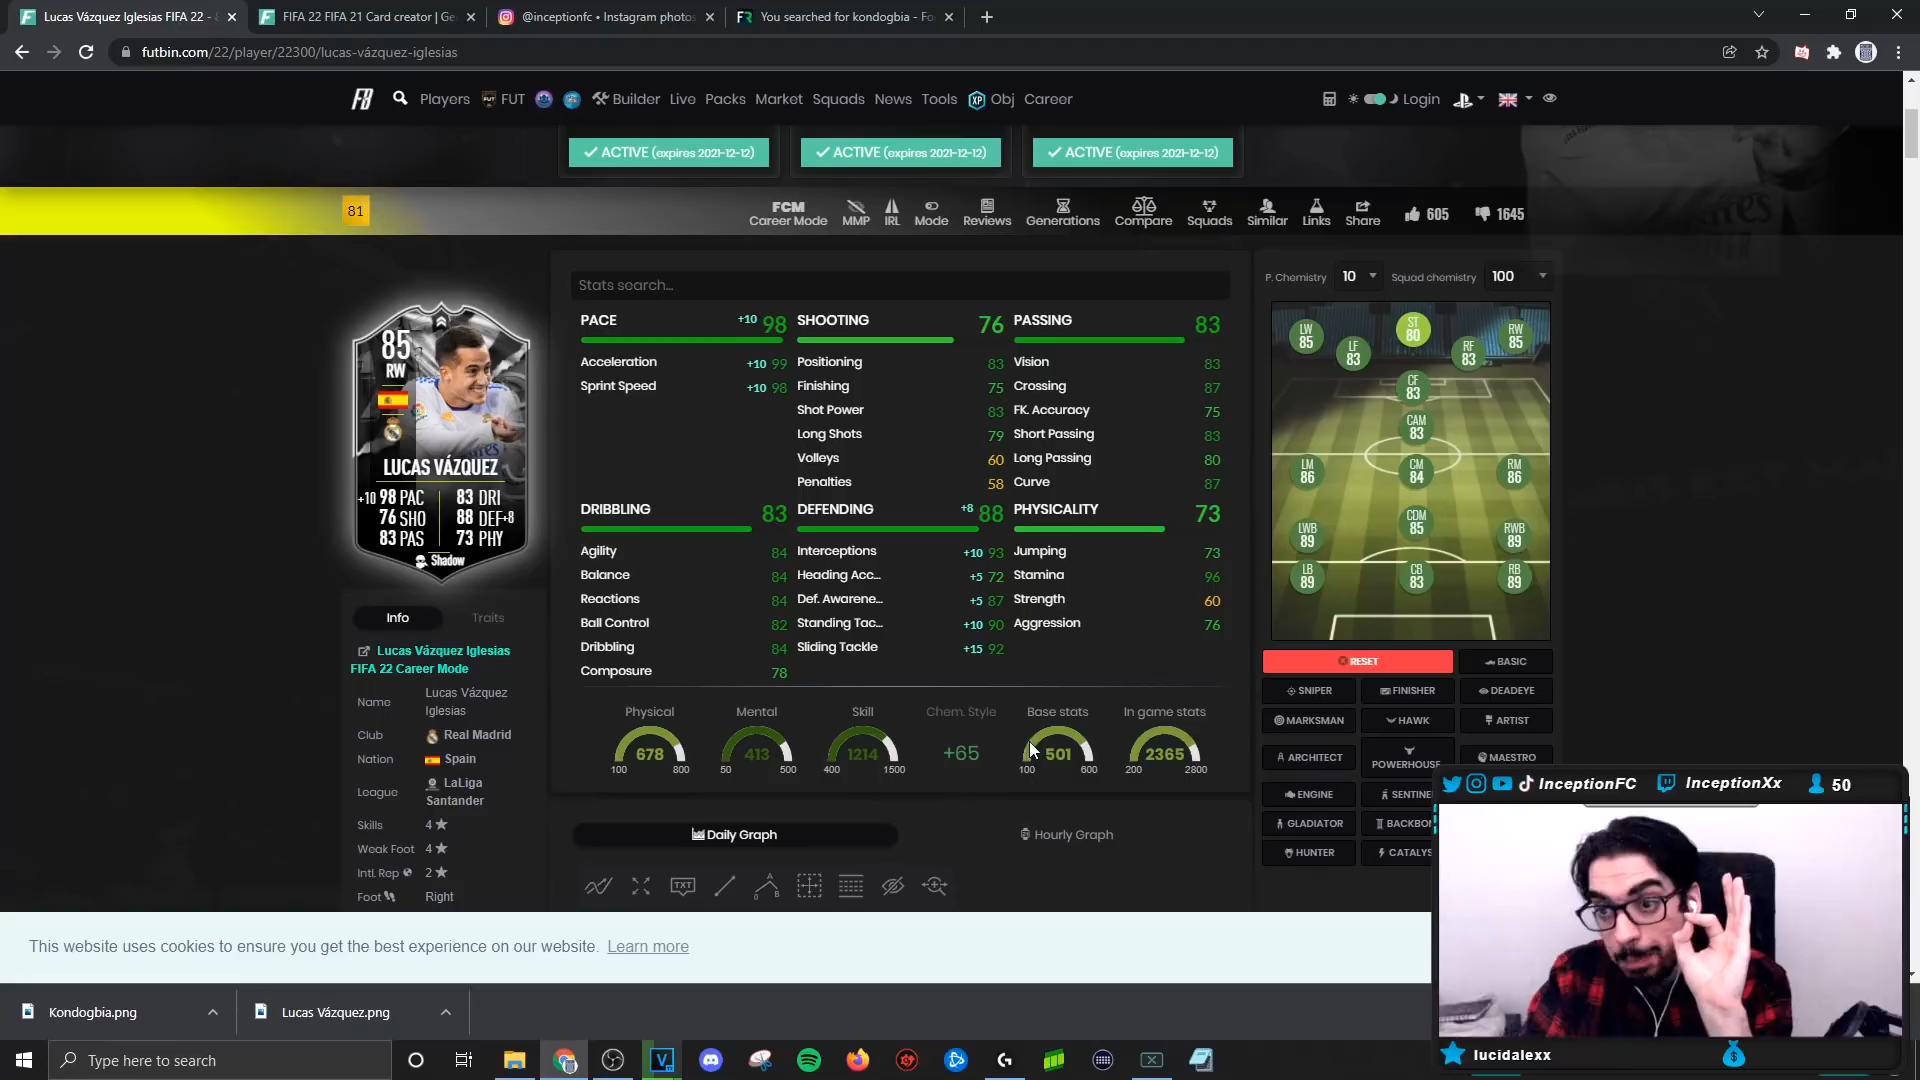 Lucas Vázquez Iglesias FIFA 22 -
FIFA 22 FIFA 21 Card creator | Ge
@inceptionfc • Instagram photos
You searched for kondogbia - Fo
futbin.com/22/player/22300/lucas-vázquez-iglesias
Players FUT Builder Live Packs Market Squads News Tools Obj Career Login
ACTIVE (expires 2021-12-12) ACTIVE (expires 2021-12-12) ACTIVE (expires 2021-12-12)
81
FCM
Career Mode MMP IRL Mode Reviews Generations Compare Squads Similar Links Share 605 1645
Stats search...
P. Chemistry 10 Squad chemistry 100
85
RW
LUCAS VÁZQUEZ
+10 98 PAC 83 DRI
76 SHO 88 DEF+8
83 PAS 73 PHY
Shadow
PACE +10 98
Acceleration +10 99
Sprint Speed +10 98
SHOOTING 76
Positioning 83
Finishing 75
Shot Power 83
Long Shots 79
Volleys 60
Penalties 58
PASSING 83
Vision 83
Crossing 87
FK. Accuracy 75
Short Passing 83
Long Passing 80
Curve 87
DRIBBLING 83
Agility 84
Balance 84
Reactions 84
Ball Control 82
Dribbling 84
Composure 78
DEFENDING +8 88
Interceptions +10 93
Heading Acc... +5 72
Def. Awarene... +5 87
Standing Tac... +10 90
Sliding Tackle +15 92
PHYSICALITY 73
Jumping 73
Stamina 96
Strength 60
Aggression 76
Physical Mental Skill Chem. Style Base stats In game stats
678 413 1214 +65 501 2365
100 800 50 500 400 1500 100 600 200 2800
LW 85
ST 80
RW 85
LF 83
RF 83
CF 83
CAM 83
LM 86
CM 84
RM 86
CDM 85
LWB 89
RWB 89
LB 89
CB 83
RB 89
RESET BASIC
SNIPER FINISHER DEADEYE
MARKSMAN HAWK ARTIST
ARCHITECT POWERHOUSE MAESTRO
ENGINE SENTINE
GLADIATOR BACKBON
HUNTER CATALYS
Info Traits
Lucas Vázquez Iglesias
FIFA 22 Career Mode
Name Lucas Vázquez
Iglesias
Club Real Madrid
Nation Spain
League LaLiga
Santander
Skills 4
Weak Foot 4
Intl. Rep 2
Foot Right
Daily Graph Hourly Graph
TXT
This website uses cookies to ensure you get the best experience on our website. Learn more
InceptionFC InceptionXx 50
lucidalexx
Kondogbia.png Lucas Vázquez.png
Type here to search